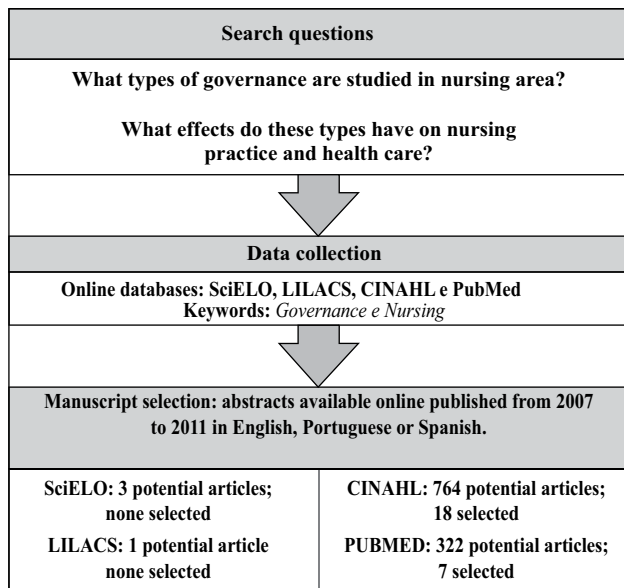 Search questions
What types of governance are studied in nursing area?
What effects do these types have on nursing
practice and health care?
Data collection
Online databases: SciELO, LILACS, CINAHL e PubMed
Keywords: Governance e Nursing
Manuscript selection: abstracts available online published from 2007
to 2011 in English, Portuguese or Spanish.
SciELO: 3 potential articles;
none selected
LILACS: 1 potential article
none selected
CINAHL: 764 potential articles;
18 selected
PUBMED: 322 potential articles;
7 selected